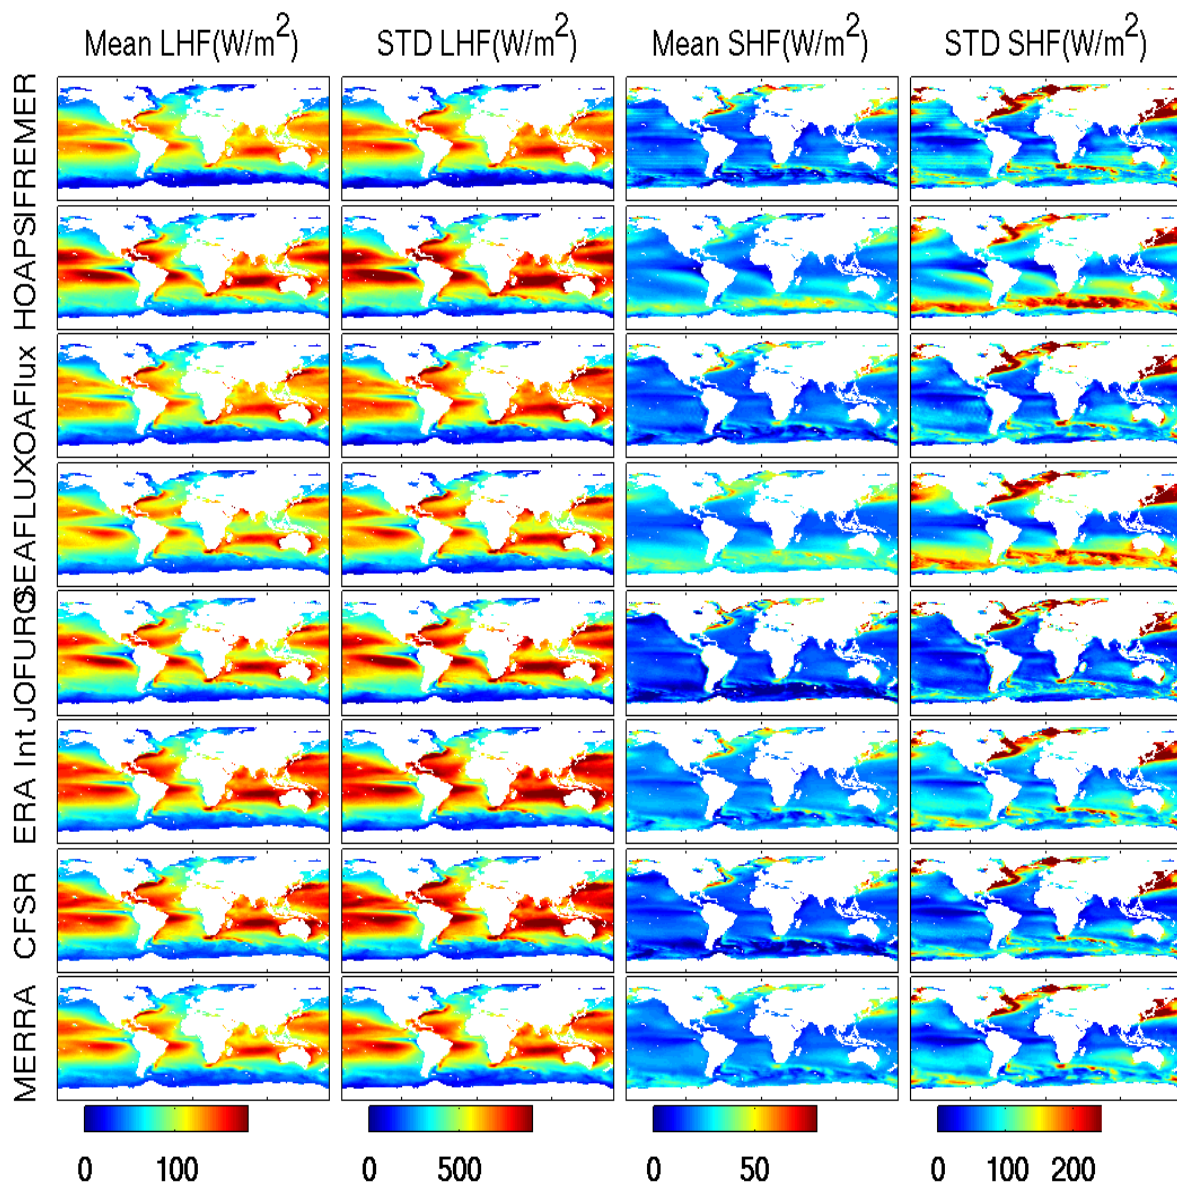 Mean LHF(W/m2) STD LHF(W/m2) Mean SHF(W/m2) STD SHF(W/m2)
IFREMER
HOAPS
OAFlux
SEAFLUX
JOFURO
ERA Int
CFSR
MERRA
0 100 0 500 0 50 0 100 200